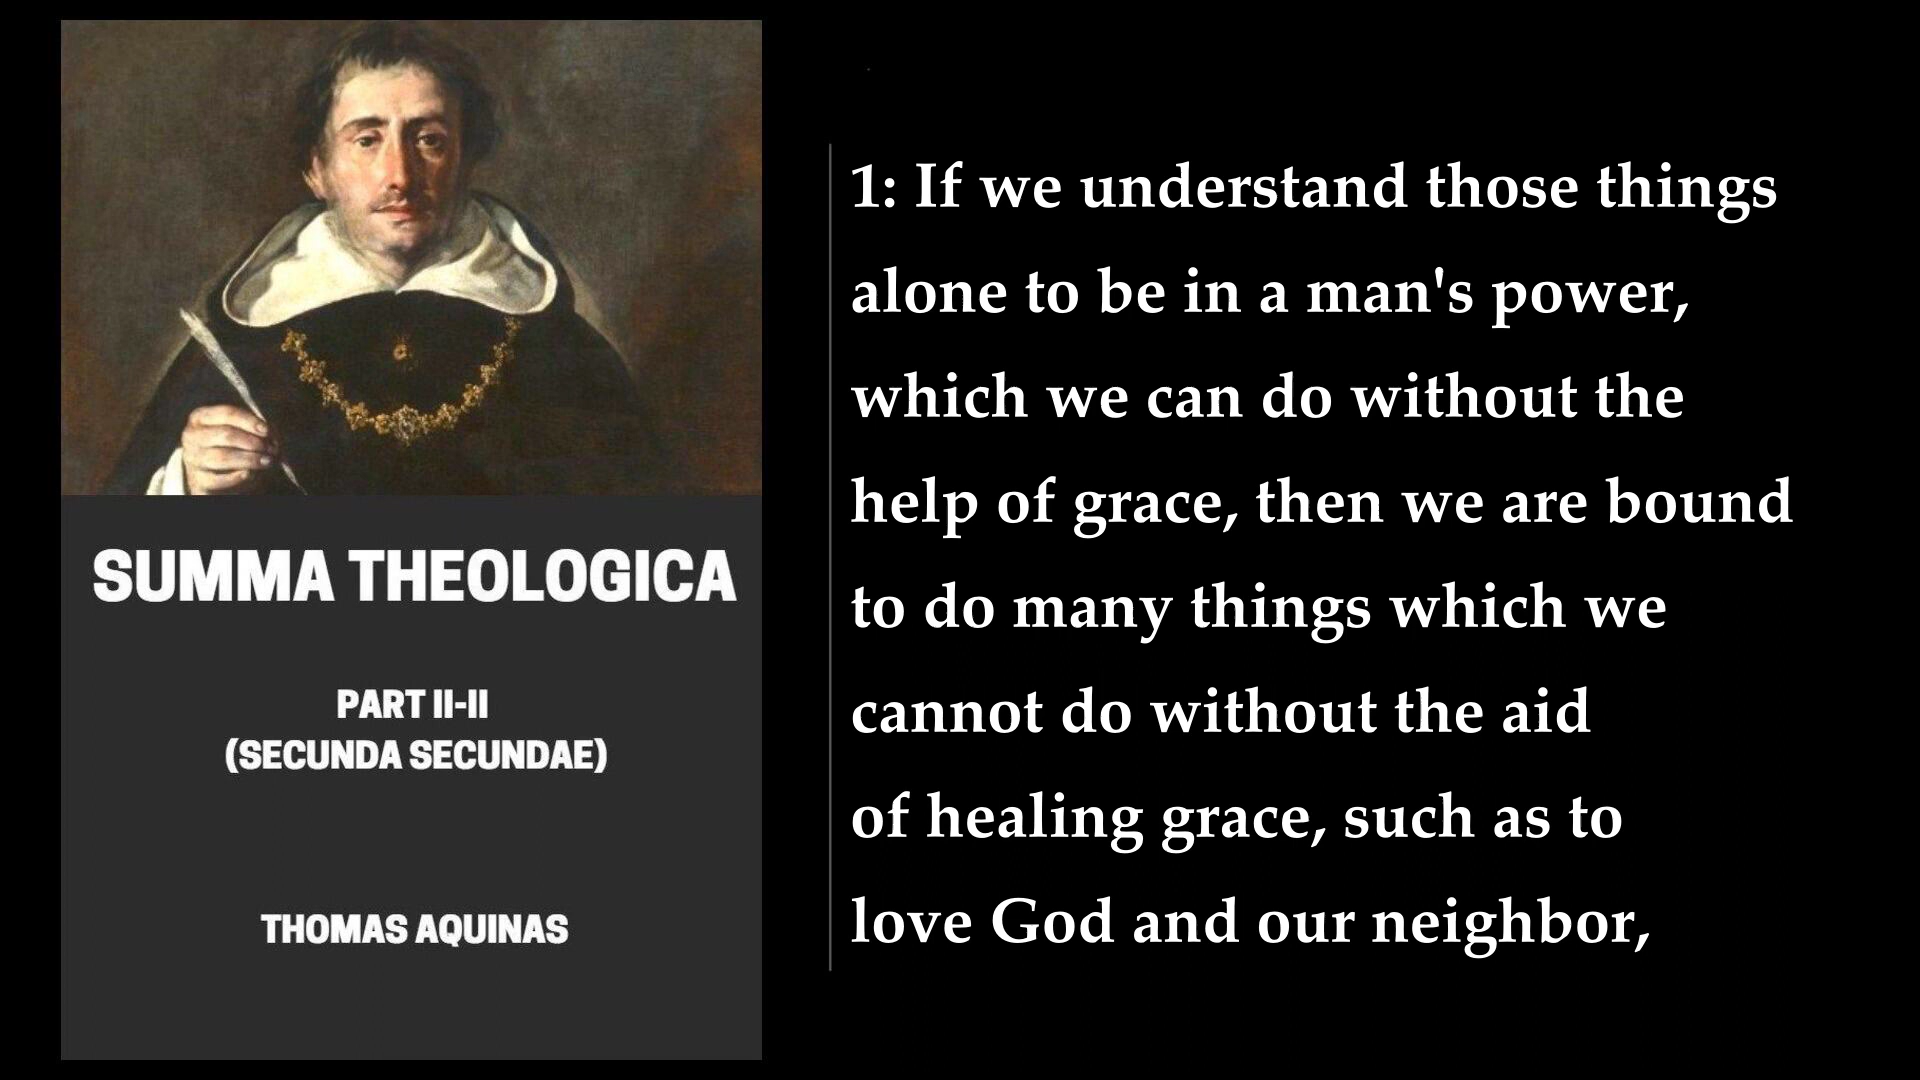 SUMMA THEOLOGICA
PART II-II
(SECUNDA SECUNDAE)
THOMAS AQUINAS
1: If we understand those things
alone to be in a man's power,
which we can do without the
help of grace, then we are bound
to do many things which we
cannot do without the aid
of healing grace, such as to
love God and our neighbor,